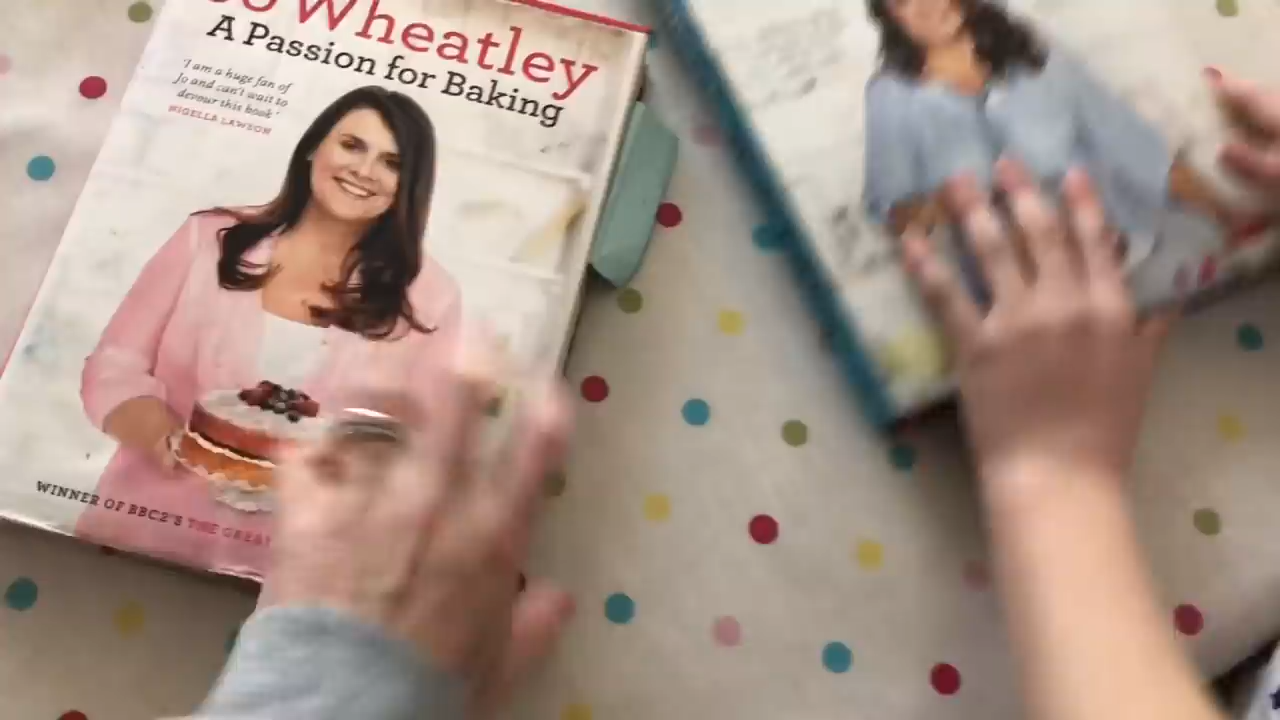 Wheatley
A Passion for Baking
'I am a huge fan of
Jo and can't wait to
devour this book'
NIGELLA LAWSON
WINNER OF BBC2'S THE GREAT